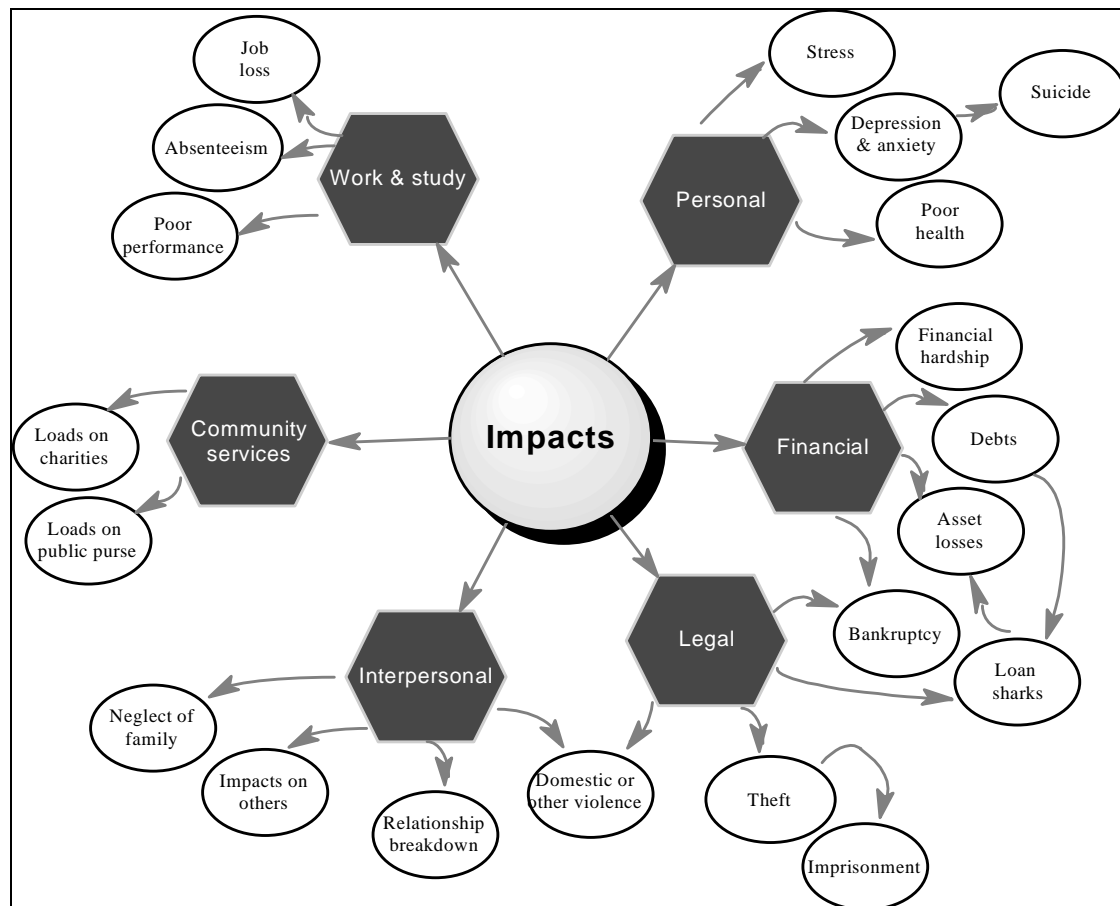 Job
loss
Absenteeism
Poor
performance
Work & study
Stress
Depression
& anxiety
Suicide
Personal
Poor
health
Financial
hardship
Financial
Debts
Asset
losses
Loan
sharks
Bankruptcy
Impacts
Community
services
Loads on
charities
Loads on
public purse
Interpersonal
Neglect of
family
Impacts on
others
Relationship
breakdown
Domestic or
other violence
Legal
Theft
Imprisonment